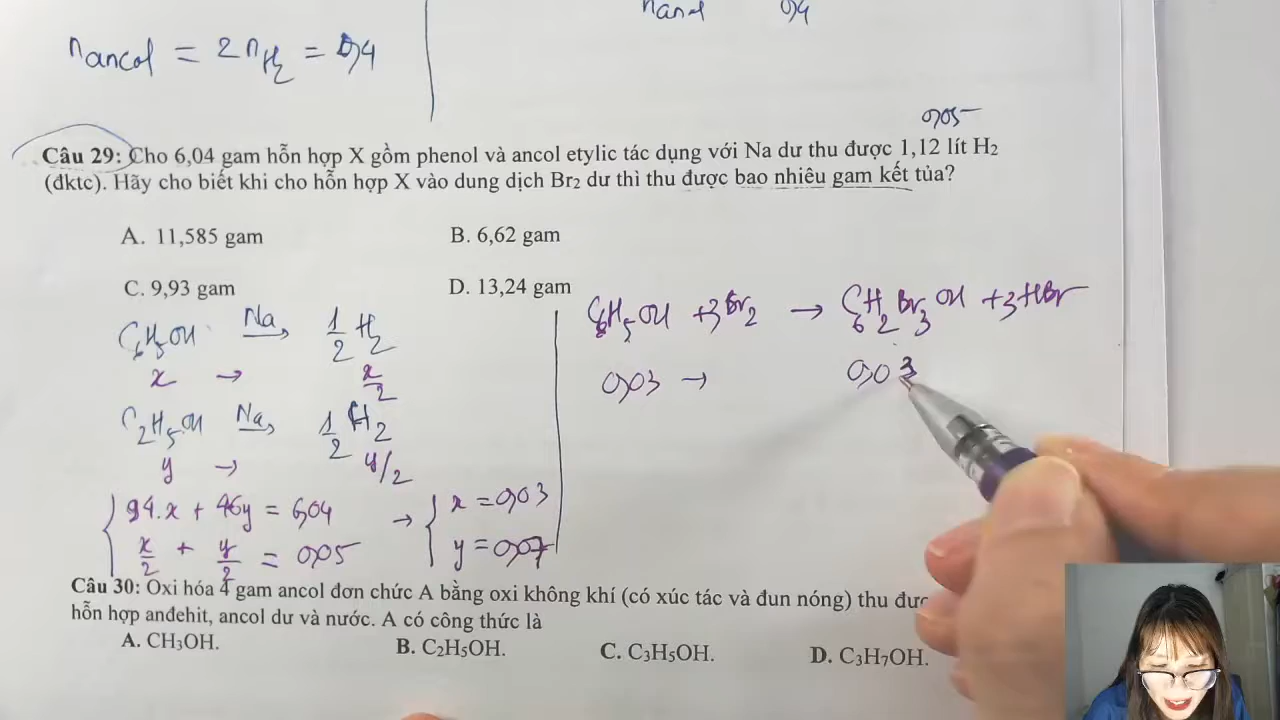 nancol 0,4
nancol = 2nH2 = 0,4
0,05
Câu 29: Cho 6,04 gam hỗn hợp X gồm phenol và ancol etylic tác dụng với Na dư thu được 1,12 lít H2
(đktc). Hãy cho biết khi cho hỗn hợp X vào dung dịch Br2 dư thì thu được bao nhiêu gam kết tủa?
A. 11,585 gam B. 6,62 gam
C. 9,93 gam D. 13,24 gam
C6H5OH Na→ 1/2 H2
x → x/2
C2H5OH Na→ 1/2 H2
y → y/2
94.x + 46y = 6,04 → x = 0,03
x/2 + y/2 = 0,05 y = 0,07
C6H5OH + 3Br2 → C6H2Br3OH + 3HBr
0,03 → 0,03
Câu 30: Oxi hóa 4 gam ancol đơn chức A bằng oxi không khí (có xúc tác và đun nóng) thu
hỗn hợp anđehit, ancol dư và nước. A có công thức là
A. CH3OH. B. C2H5OH. C. C3H5OH. D. C3H7OH.